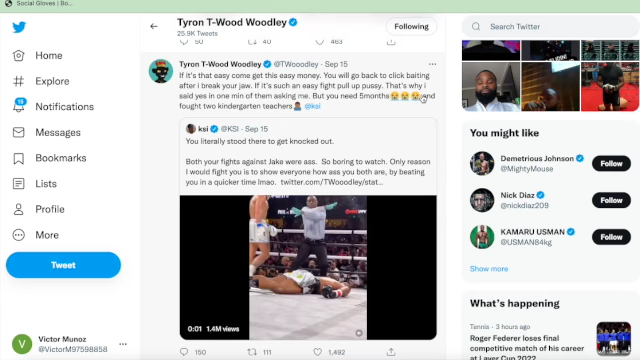 Social Gloves | Bo...
Tyron T-Wood Woodley
25.9K Tweets
Following
Search Twitter
50
40
463
Home
Explore
15
Notifications
Messages
Bookmarks
Lists
Profile
More
Tweet
Victor Munoz
@VictorM97598858
Tyron T-Wood Woodley @TWooodley · Sep 15
If it's that easy come get this easy money. You will go back to click baiting
after i break your jaw. If it's such an easy fight pull up pussy. That's why i
said yes in one min of them asking me. But you need 5months😭😭😭and
fought two kindergarten teachers🤷🏾‍♂️ @ksi
ksi @KSI · Sep 15
You literally stood there to get knocked out.
Both your fights against Jake were ass. So boring to watch. Only reason
I would fight you is to show everyone how ass you both are, by beating
you in a quicker time lmao. twitter.com/TWooodley/stat...
0:01 1.4M views
150
111
1,492
You might like
Demetrious Johnson
@MightyMouse
Follow
Nick Diaz
@nickdiaz209
Follow
KAMARU USMAN
@USMAN84kg
Follow
Show more
What's happening
Tennis · 3 hours ago
Roger Federer loses final
competitive match of his career
at Laver Cup 2022